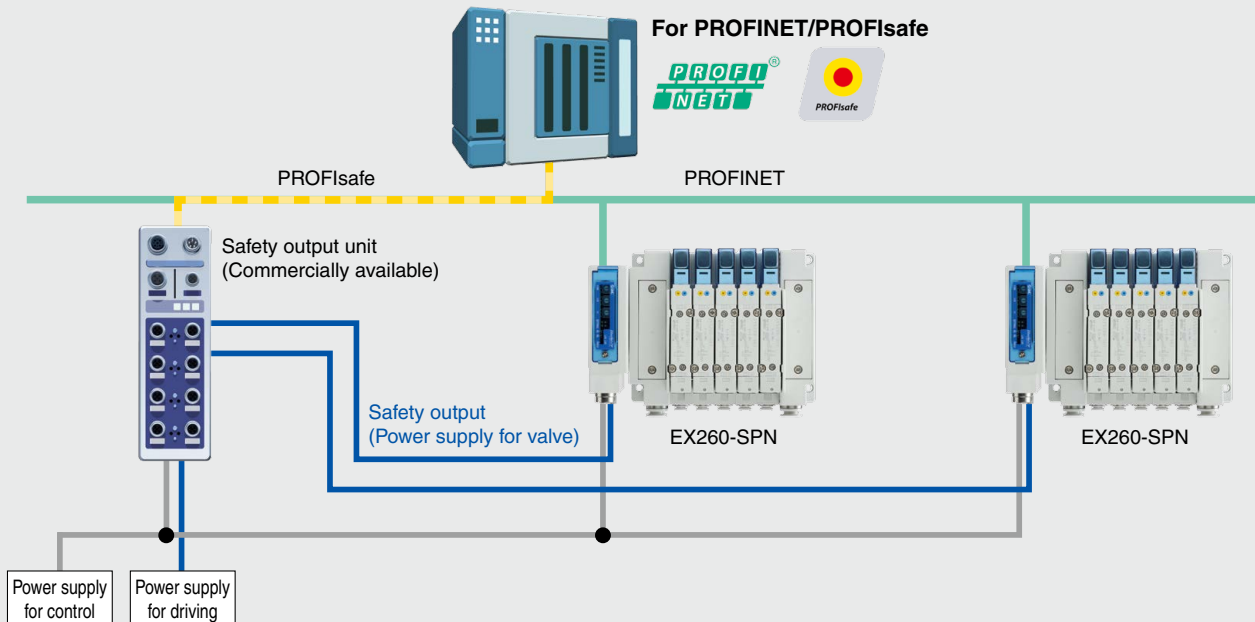 For PROFINET/PROFIsafe
PROFI®
NET
PROFIsafe
PROFIsafe
PROFINET
Safety output unit
(Commercially available)
Safety output
(Power supply for valve)
EX260-SPN
EX260-SPN
Power supply
for control
Power supply
for driving